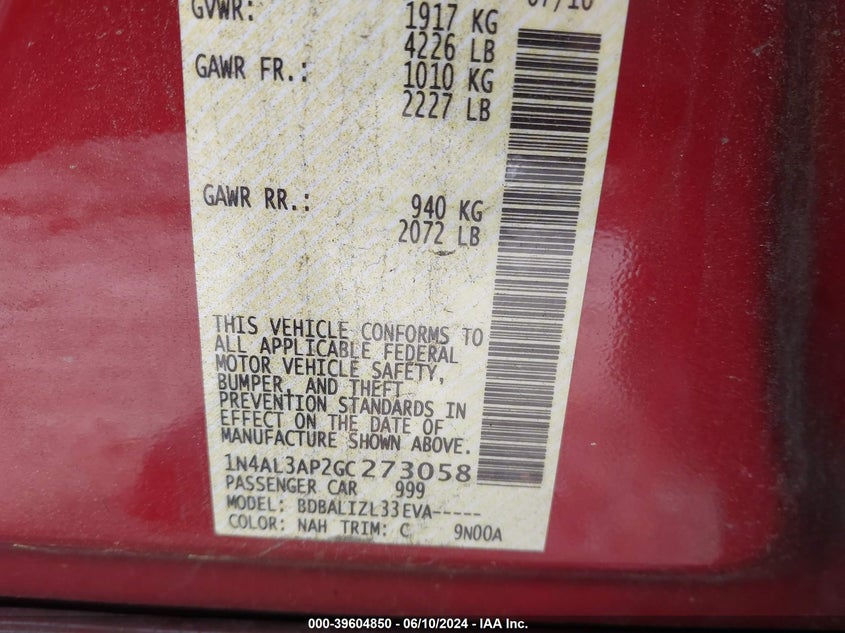 07/16
GVWR: 1917 KG
4226 LB
GAWR FR.: 1010 KG
2227 LB
GAWR RR.: 940 KG
2072 LB
THIS VEHICLE CONFORMS TO
ALL APPLICABLE FEDERAL
MOTOR VEHICLE SAFETY,
BUMPER, AND THEFT
PREVENTION STANDARDS IN
EFFECT ON THE DATE OF
MANUFACTURE SHOWN ABOVE.
1N4AL3AP2GC273058
PASSENGER CAR 999
MODEL: BDBALIZL33EVA-----
COLOR: NAH TRIM: C 9N00A
000-39604850 - 06/10/2024 - IAA Inc.